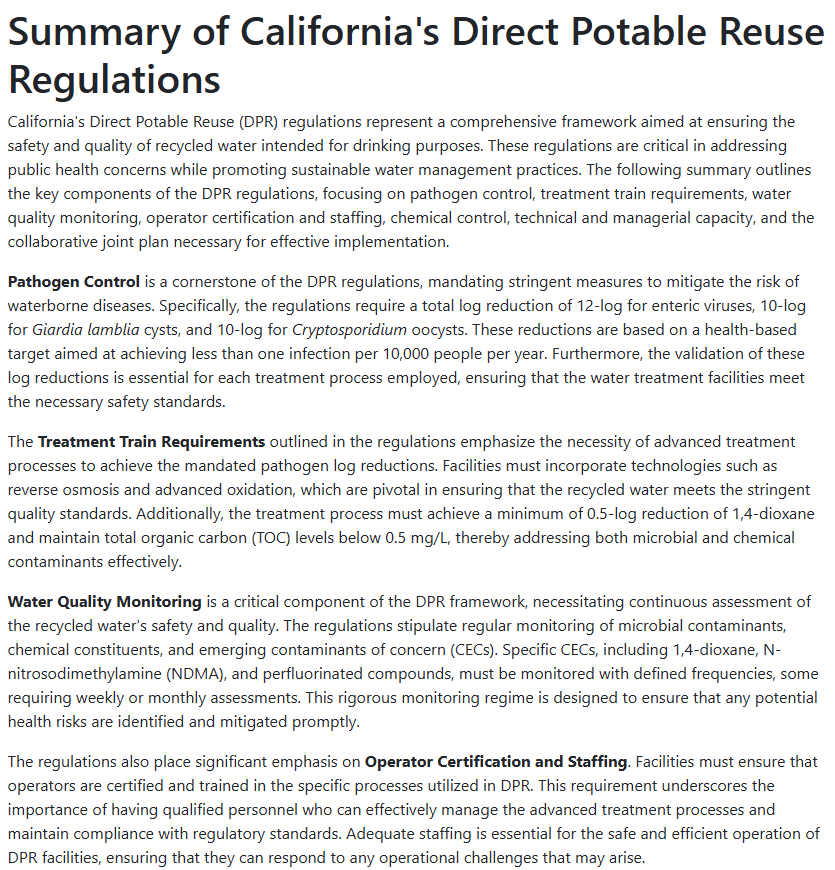 Summary of California's Direct Potable Reuse
Regulations
California's Direct Potable Reuse (DPR) regulations represent a comprehensive framework aimed at ensuring the
safety and quality of recycled water intended for drinking purposes. These regulations are critical in addressing
public health concerns while promoting sustainable water management practices. The following summary outlines
the key components of the DPR regulations, focusing on pathogen control, treatment train requirements, water
quality monitoring, operator certification and staffing, chemical control, technical and managerial capacity, and the
collaborative joint plan necessary for effective implementation.
Pathogen Control is a cornerstone of the DPR regulations, mandating stringent measures to mitigate the risk of
waterborne diseases. Specifically, the regulations require a total log reduction of 12-log for enteric viruses, 10-log
for Giardia lamblia cysts, and 10-log for Cryptosporidium oocysts. These reductions are based on a health-based
target aimed at achieving less than one infection per 10,000 people per year. Furthermore, the validation of these
log reductions is essential for each treatment process employed, ensuring that the water treatment facilities meet
the necessary safety standards.
The Treatment Train Requirements outlined in the regulations emphasize the necessity of advanced treatment
processes to achieve the mandated pathogen log reductions. Facilities must incorporate technologies such as
reverse osmosis and advanced oxidation, which are pivotal in ensuring that the recycled water meets the stringent
quality standards. Additionally, the treatment process must achieve a minimum of 0.5-log reduction of 1,4-dioxane
and maintain total organic carbon (TOC) levels below 0.5 mg/L, thereby addressing both microbial and chemical
contaminants effectively.
Water Quality Monitoring is a critical component of the DPR framework, necessitating continuous assessment of
the recycled water's safety and quality. The regulations stipulate regular monitoring of microbial contaminants,
chemical constituents, and emerging contaminants of concern (CECs). Specific CECs, including 1,4-dioxane, N-
nitrosodimethylamine (NDMA), and perfluorinated compounds, must be monitored with defined frequencies, some
requiring weekly or monthly assessments. This rigorous monitoring regime is designed to ensure that any potential
health risks are identified and mitigated promptly.
The regulations also place significant emphasis on Operator Certification and Staffing. Facilities must ensure that
operators are certified and trained in the specific processes utilized in DPR. This requirement underscores the
importance of having qualified personnel who can effectively manage the advanced treatment processes and
maintain compliance with regulatory standards. Adequate staffing is essential for the safe and efficient operation of
DPR facilities, ensuring that they can respond to any operational challenges that may arise.